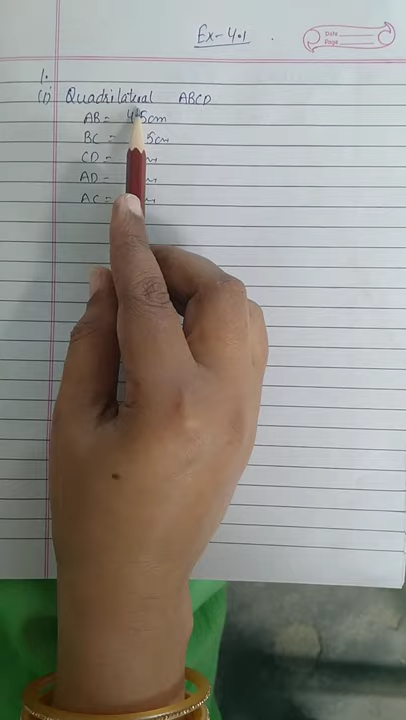 Ex-4.1
Date
Page
1.
(i) Quadrilateral ABCD
AB= 4.5cm
BC = 5cm
CD=
AD=
AC=